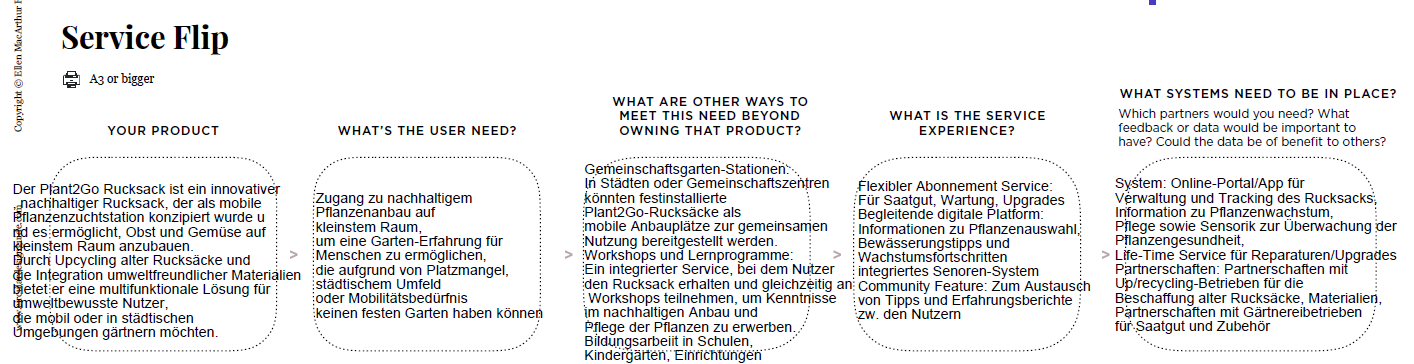 Copyright © Ellen MacArthur
Service Flip
A3 or bigger
YOUR PRODUCT
Der Plant2Go Rucksack ist ein innovativer
, nachhaltiger Rucksack, der als mobile
Pflanzenzuchtstation konzipiert wurde u
nd es ermöglicht, Obst und Gemüse auf
kleinstem Raum anzubauen.
Durch Upcycling alter Rucksäcke und
die Integration umweltfreundlicher Materialien
bietet er eine multifunktionale Lösung für
umweltbewusste Nutzer,
die mobil oder in städtischen
Umgebungen gärtnern möchten.
>
WHAT'S THE USER NEED?
Zugang zu nachhaltigem
Pflanzenanbau auf
kleinstem Raum,
um eine Garten-Erfahrung für
Menschen zu ermöglichen,
die aufgrund von Platzmangel,
städtischem Umfeld
oder Mobilitätsbedürfnis
keinen festen Garten haben können
>
WHAT ARE OTHER WAYS TO
MEET THIS NEED BEYOND
OWNING THAT PRODUCT?
Gemeinschaftsgarten-Stationen:
In Städten oder Gemeinschaftszentren
könnten festinstallierte
Plant2Go-Rucksäcke als
mobile Anbauplätze zur gemeinsamen
Nutzung bereitgestellt werden.
Workshops und Lernprogramme:
Ein integrierter Service, bei dem Nutzer
den Rucksack erhalten und gleichzeitig an
Workshops teilnehmen, um Kenntnisse
im nachhaltigen Anbau und
Pflege der Pflanzen zu erwerben.
Bildungsarbeiit in Schulen,
Kindergärten, Einrichtungen
>
WHAT IS THE SERVICE
EXPERIENCE?
Flexibler Abonnement Service:
Für Saatgut, Wartung, Upgrades
Begleitende digitale Platform:
Informationen zu Pflanzenauswahl,
Bewässerungstipps und
Wachstumsfortschritten
integriertes Senoren-System
Community Feature: Zum Austausch
von Tipps und Erfahrungsberichte
zw. den Nutzern
>
WHAT SYSTEMS NEED TO BE IN PLACE?
Which partners would you need? What
feedback or data would be important to
have? Could the data be of benefit to others?
System: Online-Portal/App für
Verwaltung und Tracking des Rucksacks,
Information zu Pflanzenwachstum,
Pflege sowie Sensorik zur Überwachung der
Pflanzengesundheit,
Life-Time Service für Reparaturen/Upgrades
Partnerschaften: Partnerschaften mit
Up/recycling-Betrieben für die
Beschaffung alter Rucksäcke, Materialien,
Partnerschaften mit Gärtnereibetrieben
für Saatgut und Zubehör